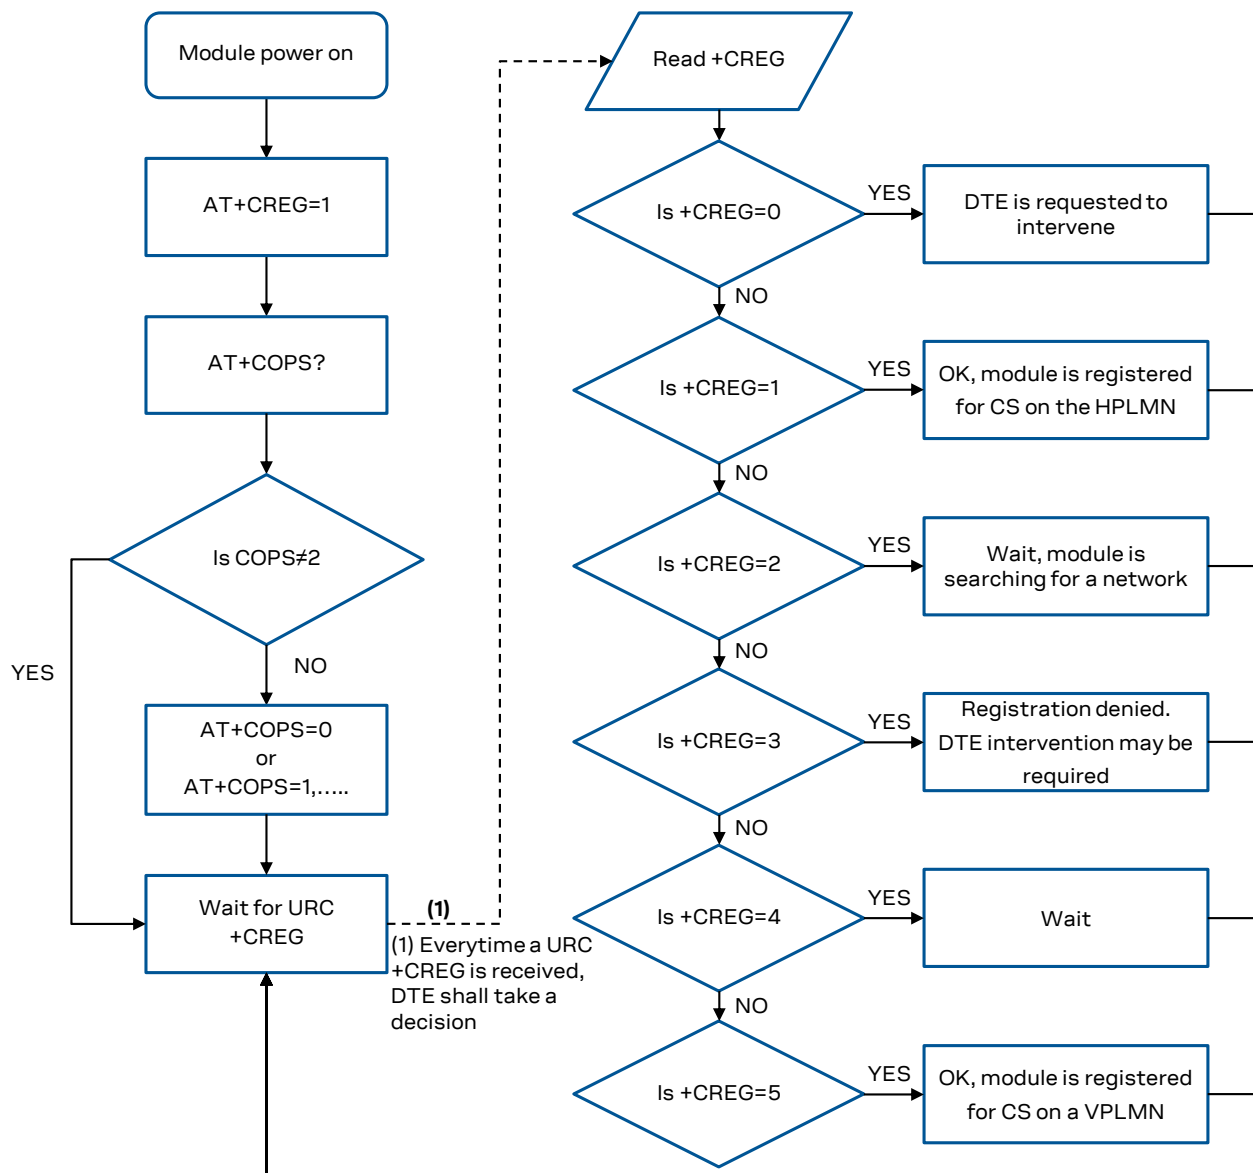 Module power on
AT+CREG=1
AT+COPS?
Is COPS≠2
YES
NO
AT+COPS=0
or
AT+COPS=1,.....
Wait for URC
+CREG
(1)
(1) Everytime a URC
+CREG is received,
DTE shall take a
decision
Read +CREG
Is +CREG=0
YES
DTE is requested to
intervene
NO
Is +CREG=1
YES
OK, module is registered
for CS on the HPLMN
NO
Is +CREG=2
YES
Wait, module is
searching for a network
NO
Is +CREG=3
YES
Registration denied.
DTE intervention may be
required
NO
Is +CREG=4
YES
Wait
NO
Is +CREG=5
YES
OK, module is registered
for CS on a VPLMN